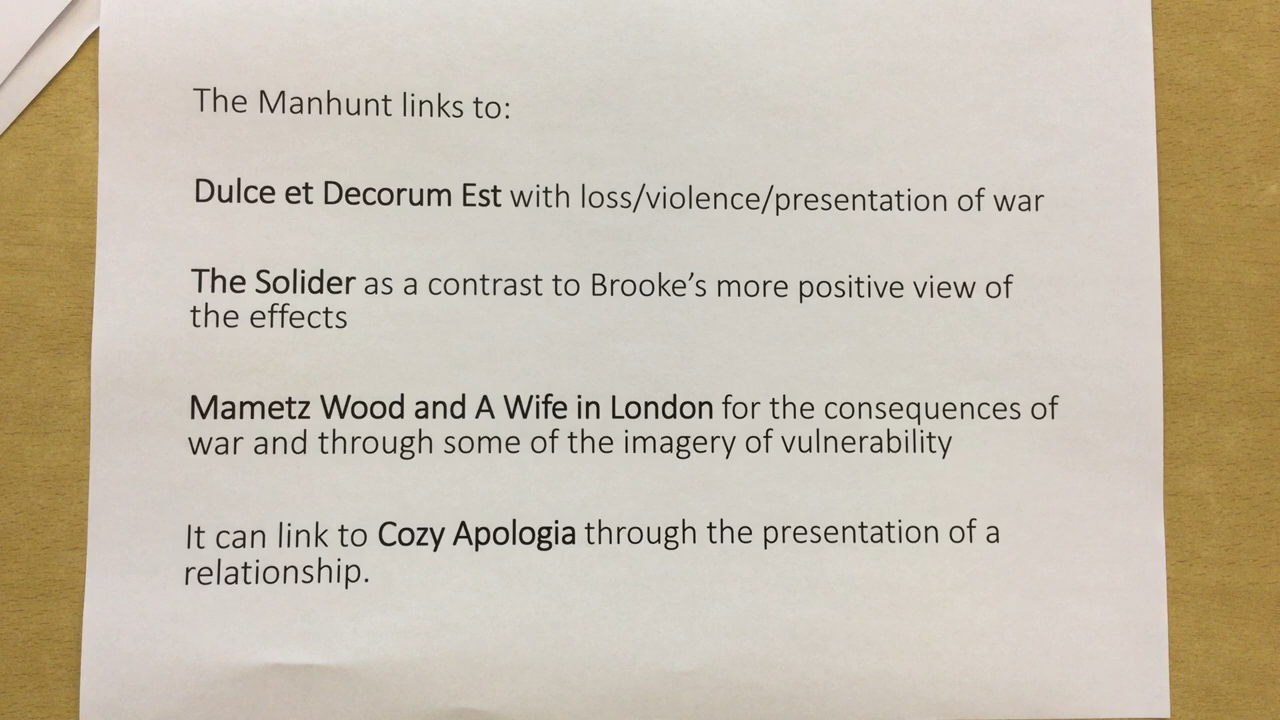 The Manhunt links to:
Dulce et Decorum Est with loss/violence/presentation of war
The Solider as a contrast to Brooke’s more positive view of
the effects
Mametz Wood and A Wife in London for the consequences of
war and through some of the imagery of vulnerability
It can link to Cozy Apologia through the presentation of a
relationship.